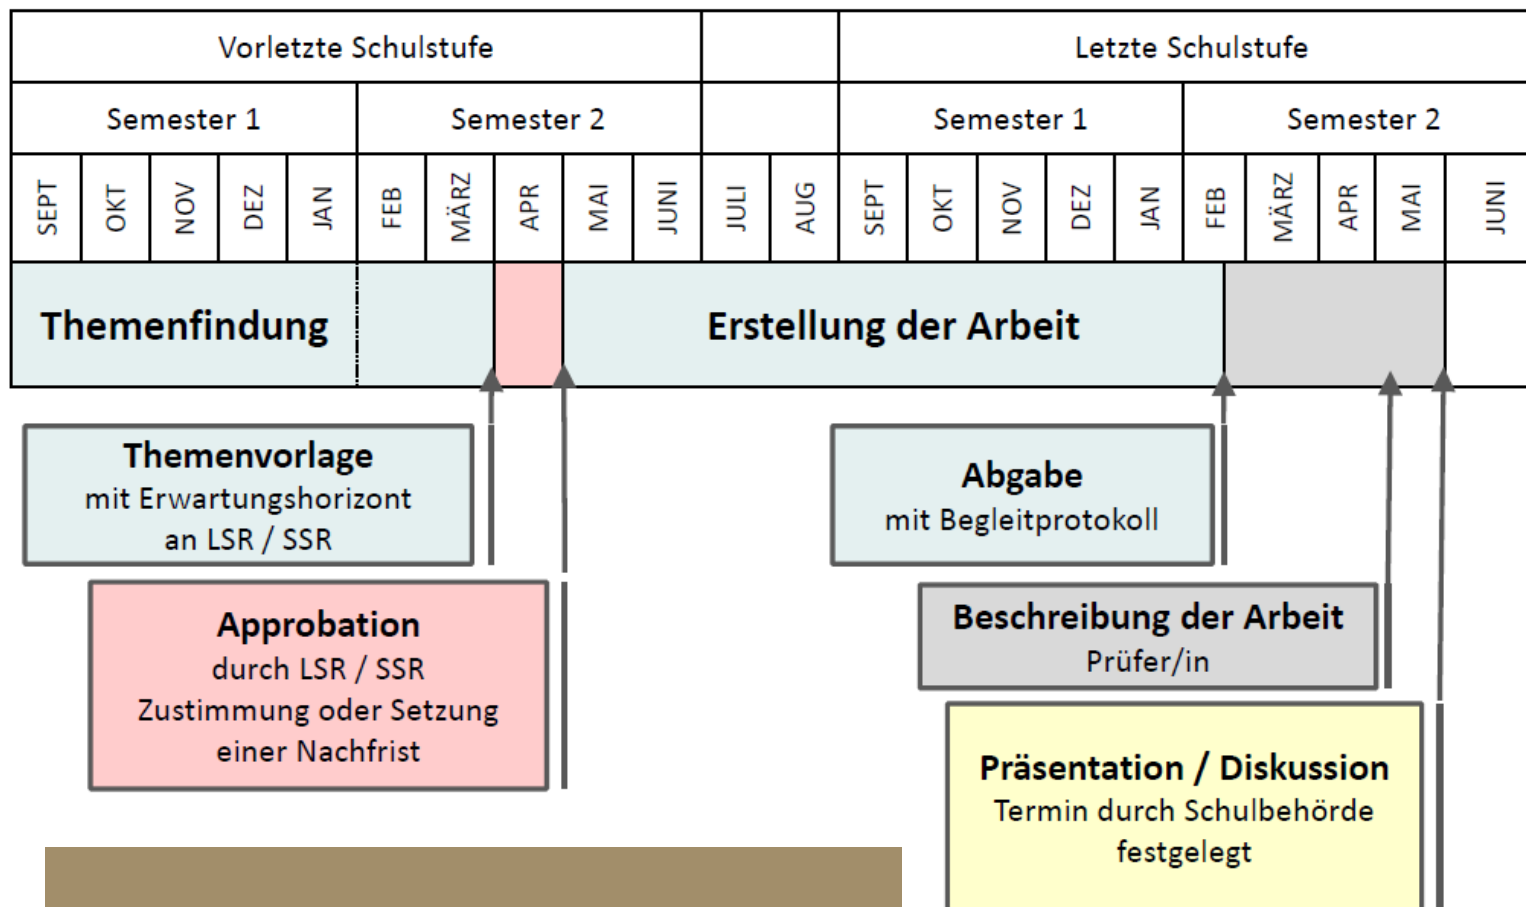 Vorletzte Schulstufe Letzte Schulstufe
Semester 1 Semester 2 Semester 1 Semester 2
SEPT OKT NOV DEZ JAN FEB MÄRZ APR MAI JUNI JULI AUG SEPT OKT NOV DEZ JAN FEB MÄRZ APR MAI JUNI
Themenfindung Erstellung der Arbeit
Themenvorlage
mit Erwartungshorizont
an LSR / SSR
Approbation
durch LSR / SSR
Zustimmung oder Setzung
einer Nachfrist
Abgabe
mit Begleitprotokoll
Beschreibung der Arbeit
Prüfer/in
Präsentation / Diskussion
Termin durch Schulbehörde
festgelegt